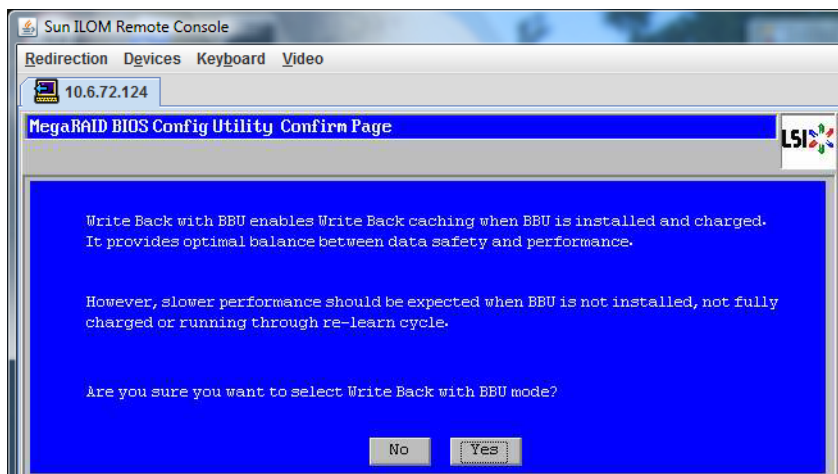 Sun ILOM Remote Console
Redirection Devices Keyboard Video
10.6.72.124
MegaRAID BIOS Config Utility Confirm Page
LSI
Write Back with BBU enables Write Back caching when BBU is installed and charged.
It provides optimal balance between data safety and performance.
However, slower performance should be expected when BBU is not installed, not fully
charged or running through re-learn cycle.
Are you sure you want to select Write Back with BBU mode?
No Yes